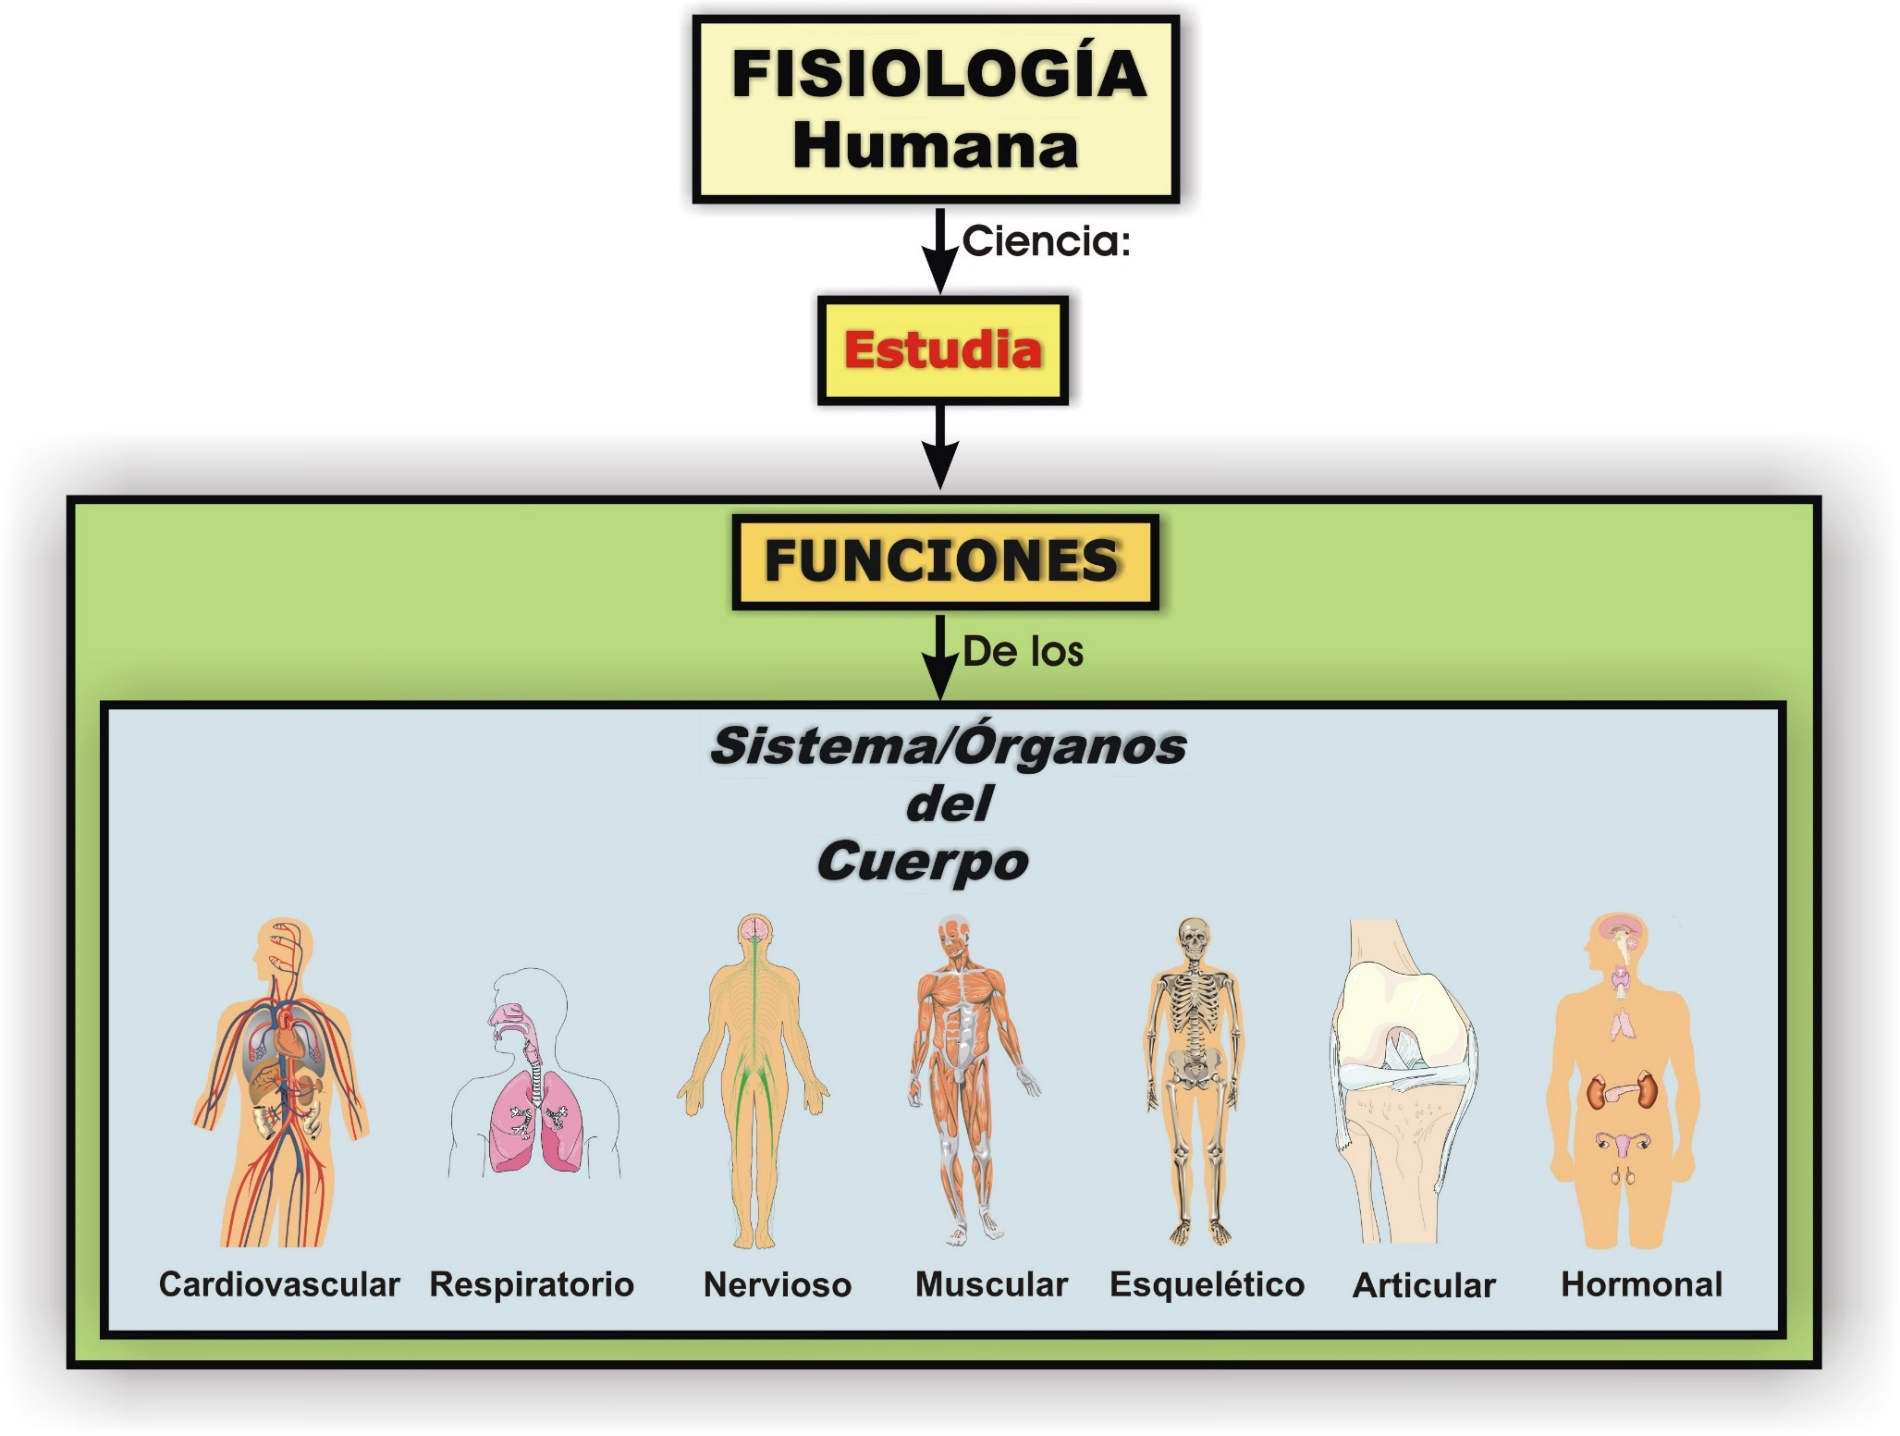 FISIOLOGÍA
Humana
Ciencia:
Estudia
FUNCIONES
De los
Sistema/Órganos
del
Cuerpo
Cardiovascular Respiratorio Nervioso Muscular Esquelético Articular Hormonal